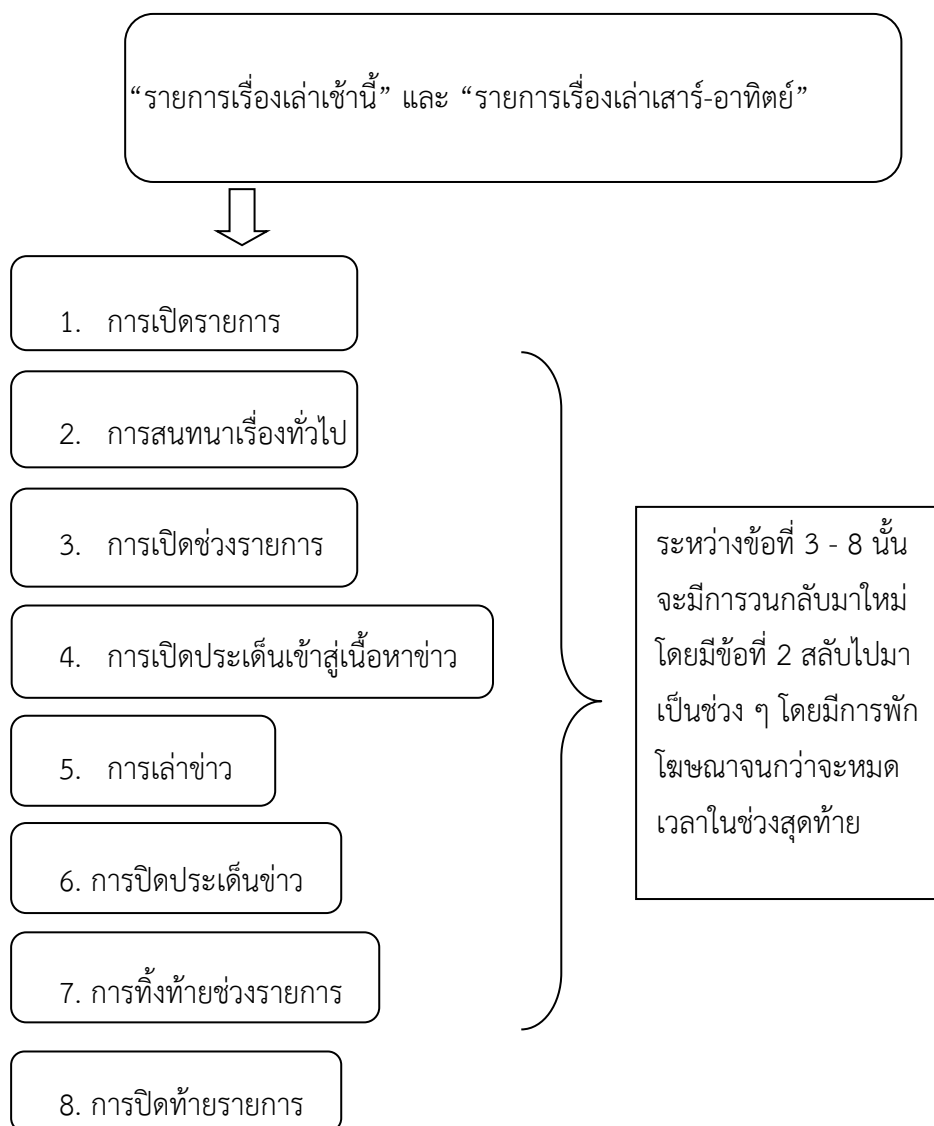 “รายการเรื่องเล่าเช้านี้” และ “รายการเรื่องเล่าเสาร์-อาทิตย์”
1. การเปิดรายการ
2. การสนทนาเรื่องทั่วไป
3. การเปิดช่วงรายการ
4. การเปิดประเด็นเข้าสู่เนื้อหาข่าว
5. การเล่าข่าว
6. การปิดประเด็นข่าว
7. การทิ้งท้ายช่วงรายการ
8. การปิดท้ายรายการ
ระหว่างข้อที่ 3 - 8 นั้น
จะมีการวนกลับมาใหม่
โดยมีข้อที่ 2 สลับไปมา
เป็นช่วง ๆ โดยมีการพัก
โฆษณาจนกว่าจะหมด
เวลาในช่วงสุดท้าย